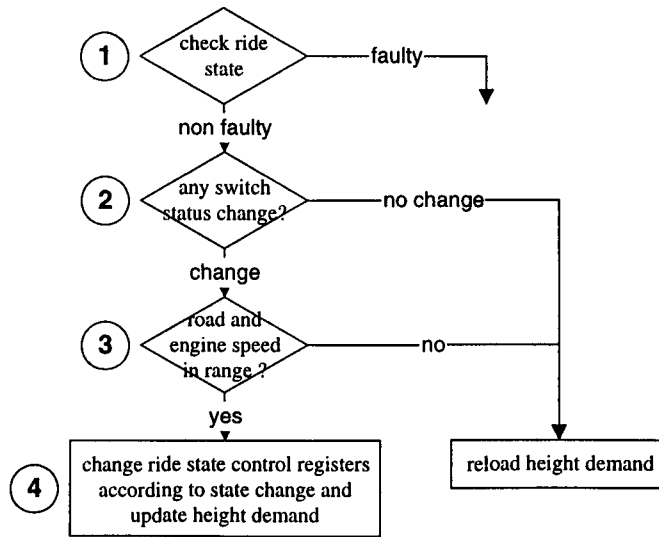 1
check ride
state
faulty
non faulty
2
any switch
status change?
no change
change
3
road and
engine speed
in range ?
no
yes
4
change ride state control registers
according to state change and
update height demand
reload height demand